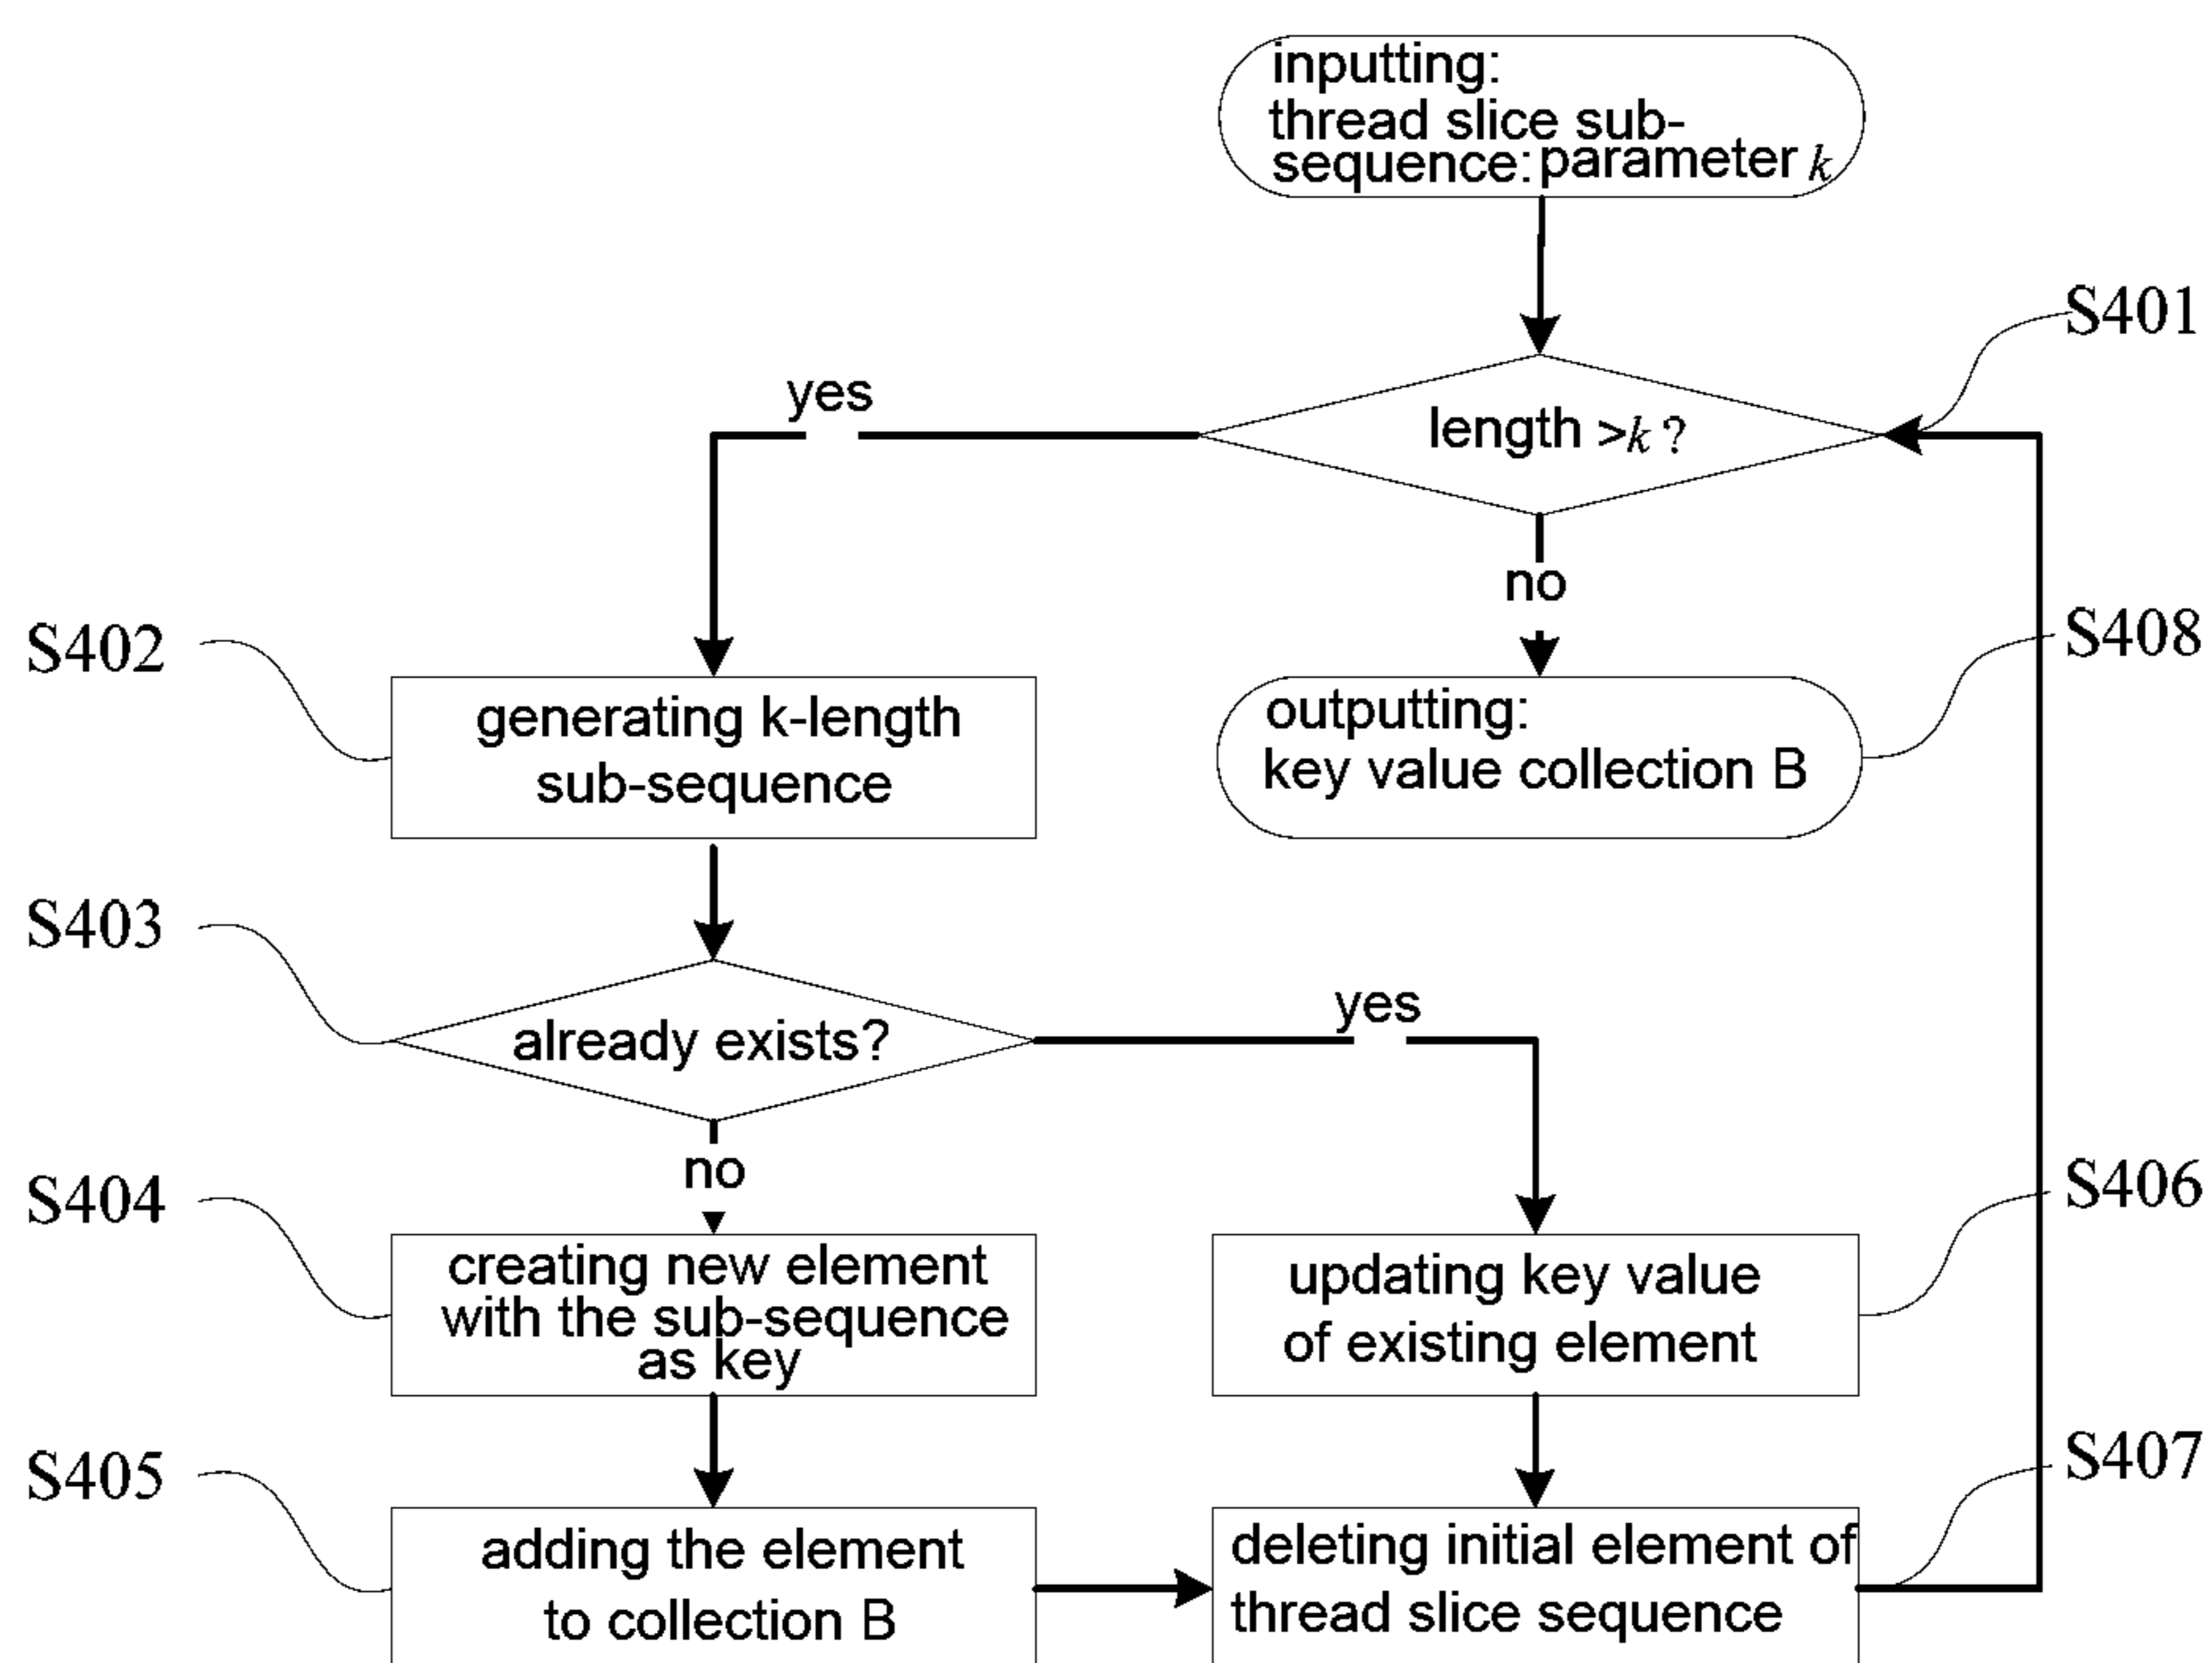 inputting:
thread slice sub-
sequence: parameter k
S401
yes
length >k ?
no
S402
S408
generating k-length
sub-sequence
outputting:
key value collection B
S403
already exists?
yes
no
S404
S406
creating new element
with the sub-sequence
as key
updating key value
of existing element
S405
S407
adding the element
to collection B
deleting initial element of
thread slice sequence